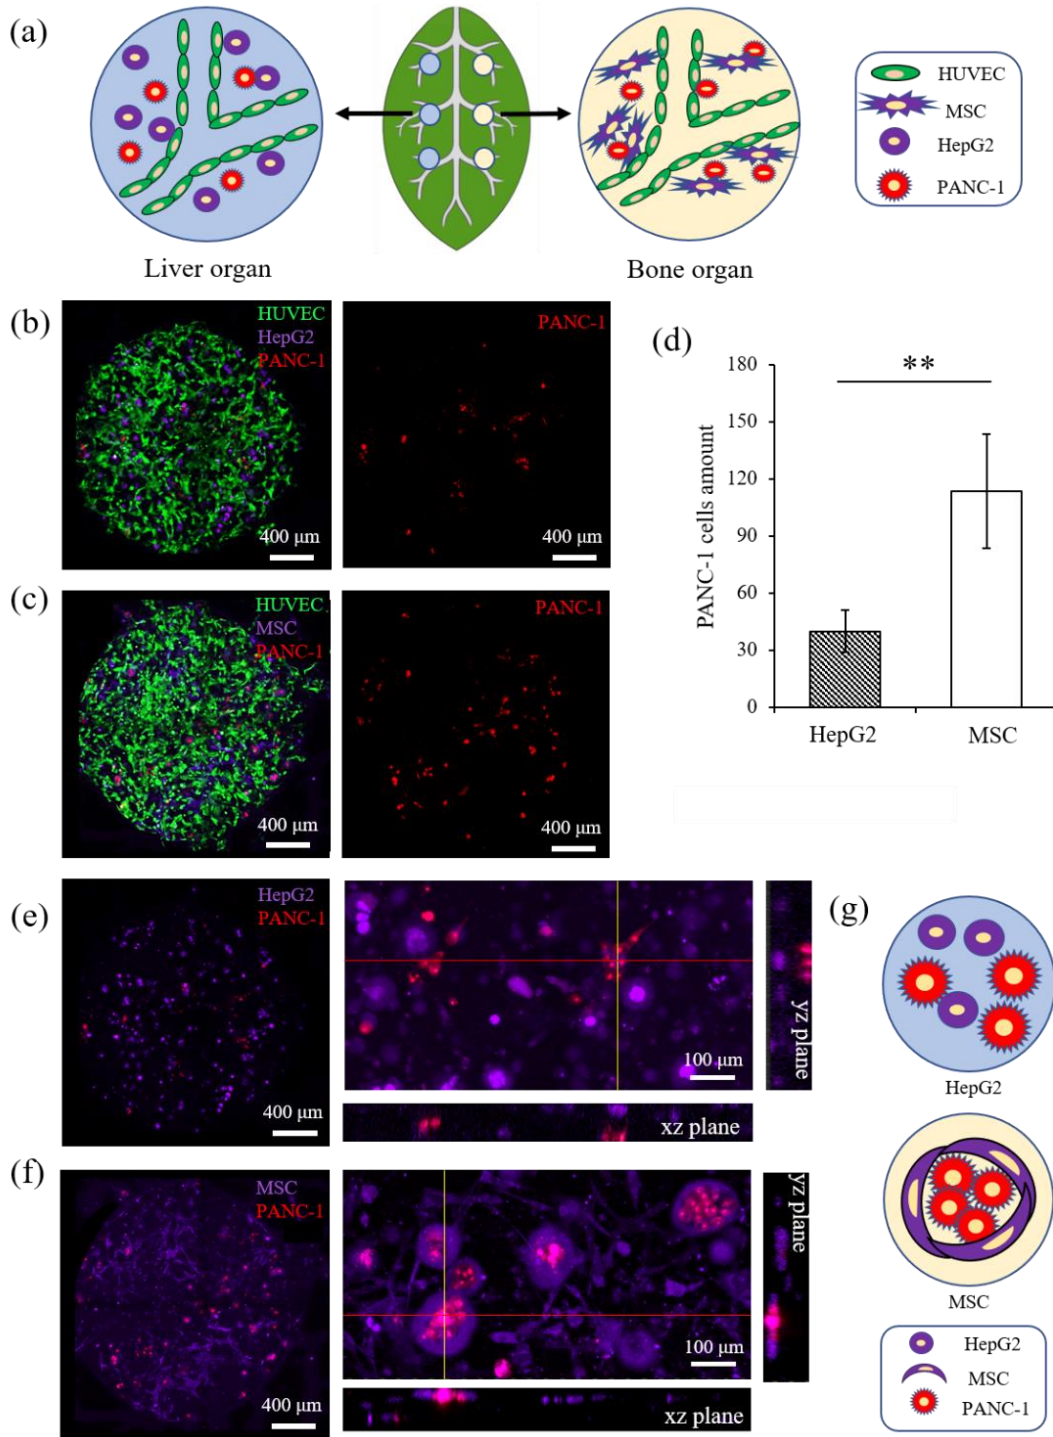 (a)
HUVEC
MSC
HepG2
PANC-1
Liver organ
Bone organ
(b)
HUVEC
HepG2
PANC-1
400 μm
PANC-1
400 μm
(c)
HUVEC
MSC
PANC-1
400 μm
PANC-1
400 μm
(d)
PANC-1 cells amount
180
150
120
90
60
30
0
**
HepG2
MSC
(e)
HepG2
PANC-1
400 μm
100 μm
yz plane
xz plane
(f)
MSC
PANC-1
400 μm
100 μm
yz plane
xz plane
(g)
HepG2
MSC
HepG2
MSC
PANC-1